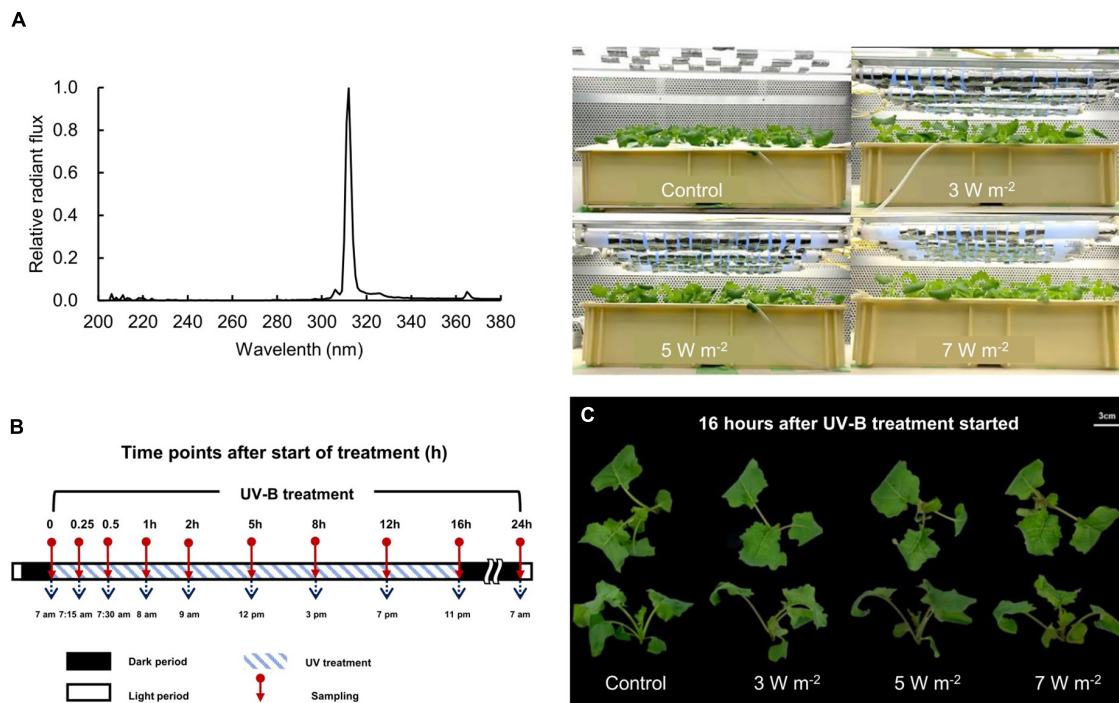 A
Relative radiant flux
1.0
0.8
0.6
0.4
0.2
0.0
200 220 240 260 280 300 320 340 360 380
Wavelenth (nm)
Control
3 W m-2
5 W m-2
7 W m-2
B
Time points after start of treatment (h)
UV-B treatment
0 0.25 0.5 1h 2h 5h 8h 12h 16h 24h
7 am 7:15 am 7:30 am 8 am 9 am 12 pm 3 pm 7 pm 11 pm 7 am
Dark period
UV treatment
Light period
Sampling
C
16 hours after UV-B treatment started
3cm
Control 3 W m-2 5 W m-2 7 W m-2